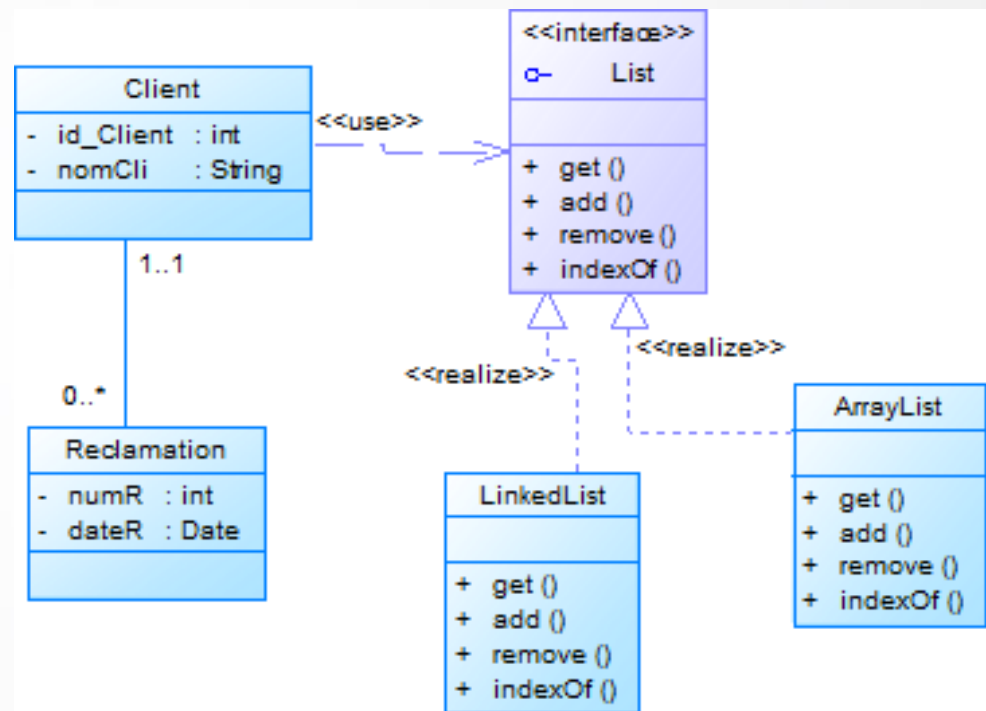 Client
- id_Client : int
- nomCli : String
<<use>>
<<interface>>
List
+ get ()
+ add ()
+ remove ()
+ indexOf ()
1..1
0..*
Reclamation
- numR : int
- dateR : Date
<<realize>>
<<realize>>
LinkedList
+ get ()
+ add ()
+ remove ()
+ indexOf ()
ArrayList
+ get ()
+ add ()
+ remove ()
+ indexOf ()